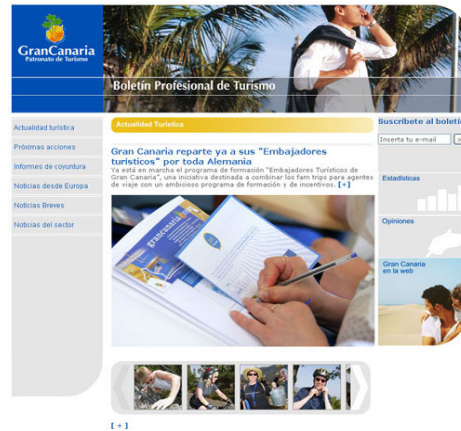 GranCanaria
Patronato de Turismo
Boletín Profesional de Turismo
Actualidad turística
Próximas acciones
Informes de coyuntura
Noticias desde Europa
Noticias Breves
Noticias del sector
Actualidad Turística
Gran Canaria reparte ya a sus "Embajadores
turísticos" por toda Alemania
Ya está en marcha el programa de formación "Embajadores Turísticos de
Gran Canaria", una iniciativa destinada a combinar los fam trips para agentes
de viaje con un ambicioso programa de formación y de incentivos. [+]
grancanaria
[ + ]
Suscríbete al boletín
Inserta tu e-mail
>
Estadísticas
Opiniones
Gran Canaria
en la web